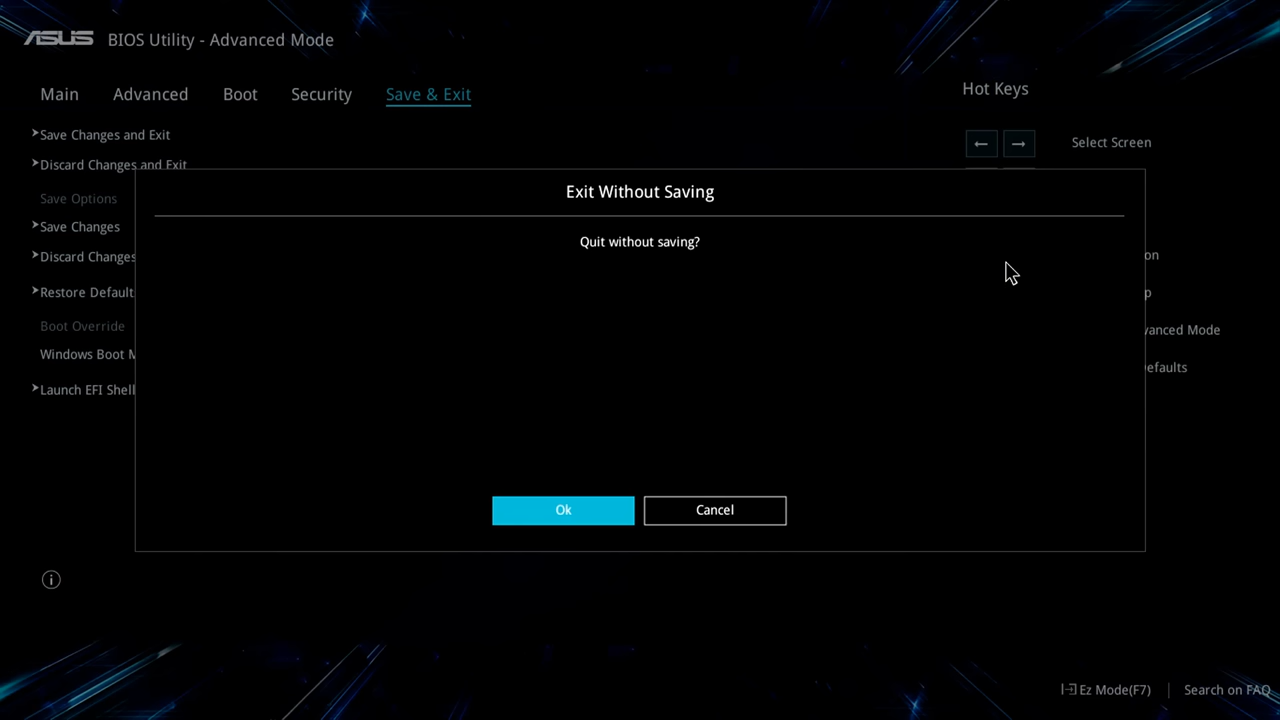 ASUS BIOS Utility - Advanced Mode
Main Advanced Boot Security Save & Exit
Hot Keys
Save Changes and Exit
← → Select Screen
Discard Changes and Exit
Exit Without Saving
Save Options
Save Changes
Quit without saving?
Discard Changes
on
Restore Default
p
Boot Override
vanced Mode
Windows Boot M
efaults
Launch EFI Shell
Ok Cancel
i
Ez Mode(F7) | Search on FAQ